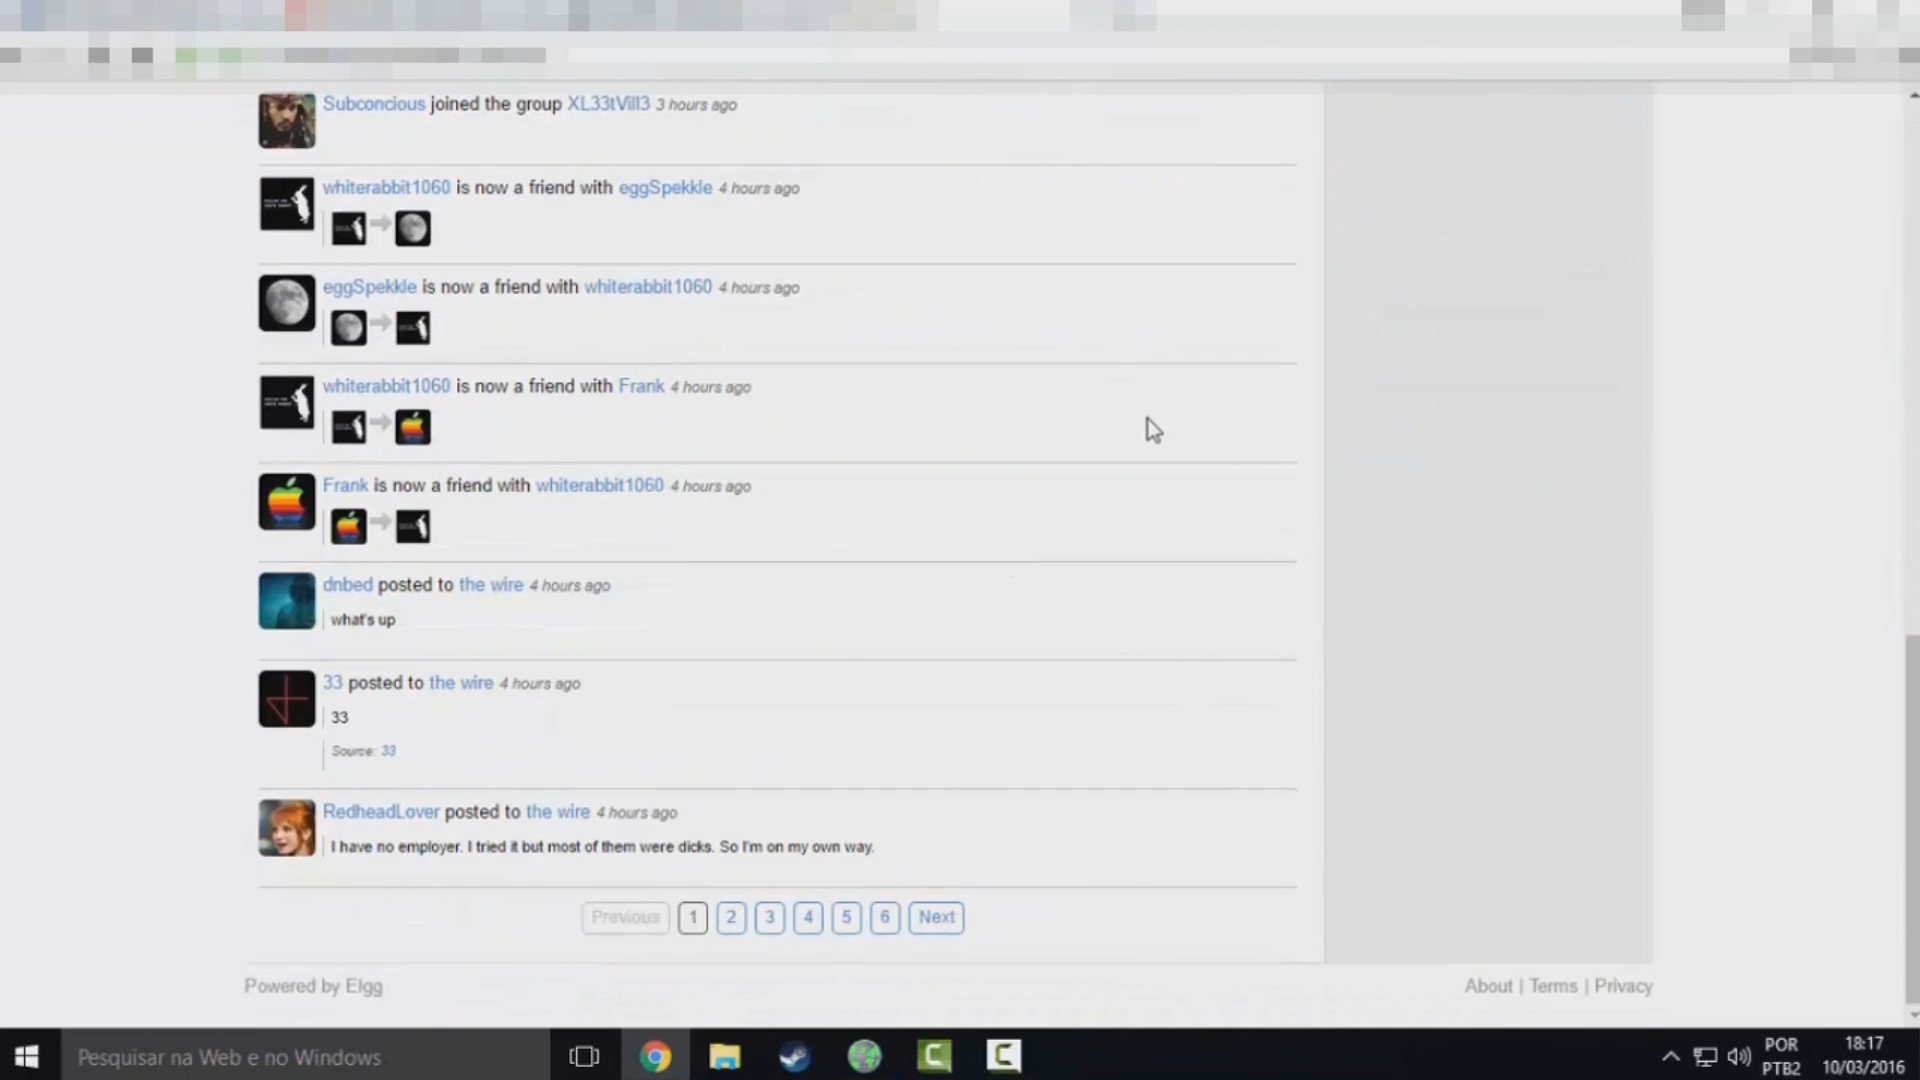 Subconcious joined the group XL33tVill3 3 hours ago
whiterabbit1060 is now a friend with eggSpekkle 4 hours ago
eggSpekkle is now a friend with whiterabbit1060 4 hours ago
whiterabbit1060 is now a friend with Frank 4 hours ago
Frank is now a friend with whiterabbit1060 4 hours ago
dnbed posted to the wire 4 hours ago
what's up
33 posted to the wire 4 hours ago
33
Source: 33
RedheadLover posted to the wire 4 hours ago
I have no employer. I tried it but most of them were dicks. So I'm on my own way.
Previous 1 2 3 4 5 6 Next
Powered by Elgg
About | Terms | Privacy
Pesquisar na Web e no Windows
POR 18:17
PTB2 10/03/2016